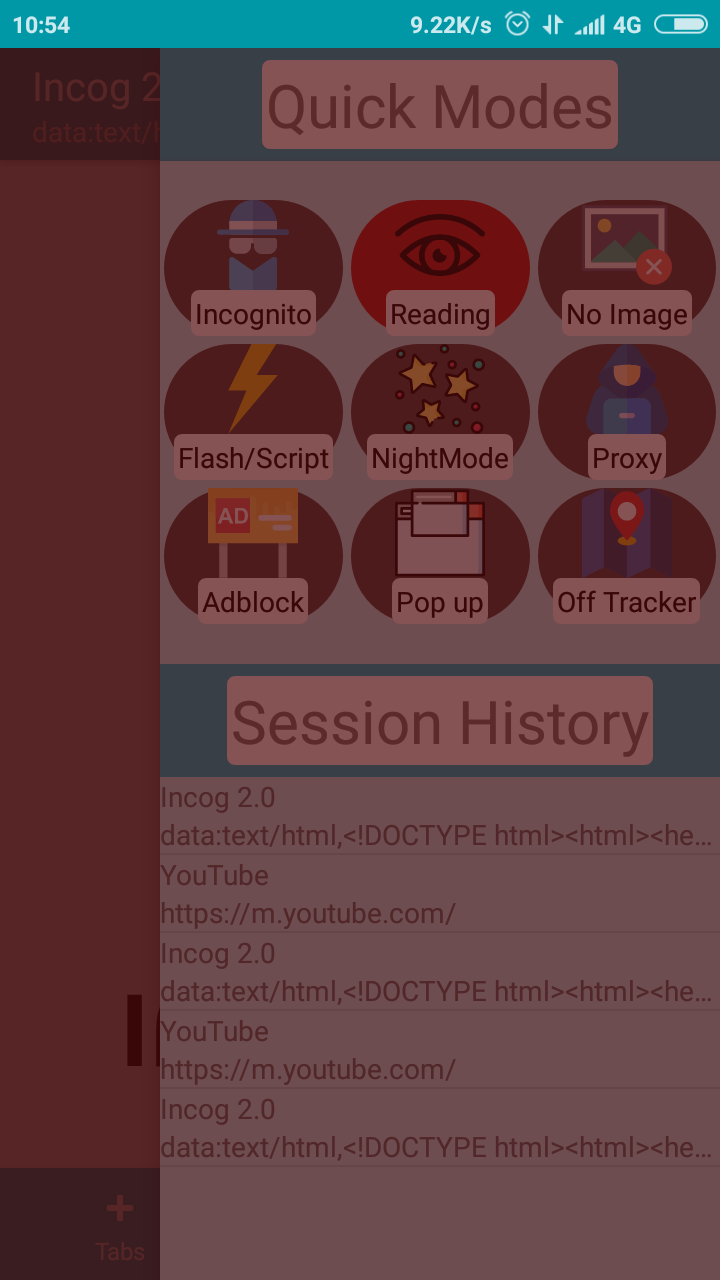 10:54 9.22K/s 4G
Incog 2
data:text/h
Quick Modes
Incognito Reading No Image
Flash/Script NightMode Proxy
AD
Adblock Pop up Off Tracker
Session History
Incog 2.0
data:text/html,<!DOCTYPE html><html><he...
YouTube
https://m.youtube.com/
Incog 2.0
data:text/html,<!DOCTYPE html><html><he...
YouTube
https://m.youtube.com/
Incog 2.0
data:text/html,<!DOCTYPE html><html><he...
Tabs